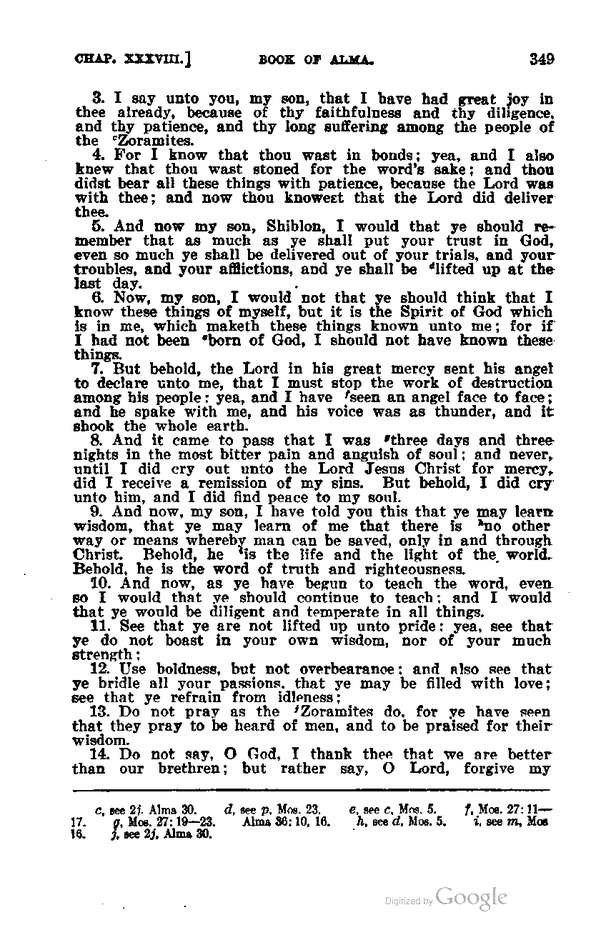 CHAP. XXXVIII.] BOOK OF ALMA. 349
3. I say unto you, my son, that I have had great joy in
thee already, because of thy faithfulness and thy diligence,
and thy patience, and thy long suffering among the people of
the cZoramites.
4. For I know that thou wast in bonds; yea, and I also
knew that thou wast stoned for the word's sake; and thou
didst bear all these things with patience, because the Lord was
with thee; and now thou knowest that the Lord did deliver
thee.
5. And now my son, Shiblon, I would that ye should re-
member that as much as ye shall put your trust in God,
even so much ye shall be delivered out of your trials, and your
troubles, and your afflictions, and ye shall be dlifted up at the
last day.
6. Now, my son, I would not that ye should think that I
know these things of myself, but it is the Spirit of God which
is in me, which maketh these things known unto me; for if
I had not been eborn of God, I should not have known these
things.
7. But behold, the Lord in his great mercy sent his angel
to declare unto me, that I must stop the work of destruction
among his people; yea, and I have fseen an angel face to face;
and he spake with me, and his voice was as thunder, and it
shook the whole earth.
8. And it came to pass that I was gthree days and three
nights in the most bitter pain and anguish of soul; and never,
until I did cry out unto the Lord Jesus Christ for mercy,
did I receive a remission of my sins. But behold, I did cry
unto him, and I did find peace to my soul.
9. And now, my son, I have told you this that ye may learn
wisdom, that ye may learn of me that there is hno other
way or means whereby man can be saved, only in and through
Christ. Behold, he iis the life and the light of the world.
Behold, he is the word of truth and righteousness.
10. And now, as ye have begun to teach the word, even
so I would that ye should continue to teach; and I would
that ye would be diligent and temperate in all things.
11. See that ye are not lifted up unto pride; yea, see that
ye do not boast in your own wisdom, nor of your much
strength;
12. Use boldness, but not overbearance; and also see that
ye bridle all your passions, that ye may be filled with love;
see that ye refrain from idleness;
13. Do not pray as the jZoramites do, for ye have seen
that they pray to be heard of men, and to be praised for their
wisdom.
14. Do not say, O God, I thank thee that we are better
than our brethren; but rather say, O Lord, forgive my
c, see 2j, Alma 30. d, see p, Mos. 23. e, see c, Mos. 5. f, Mos. 27:11—
17. g, Mos. 27:19—23. Alma 36:10, 16. h, see d, Mos. 5. i, see m, Mos
16. j, see 2j, Alma 30.
Digitized by Google